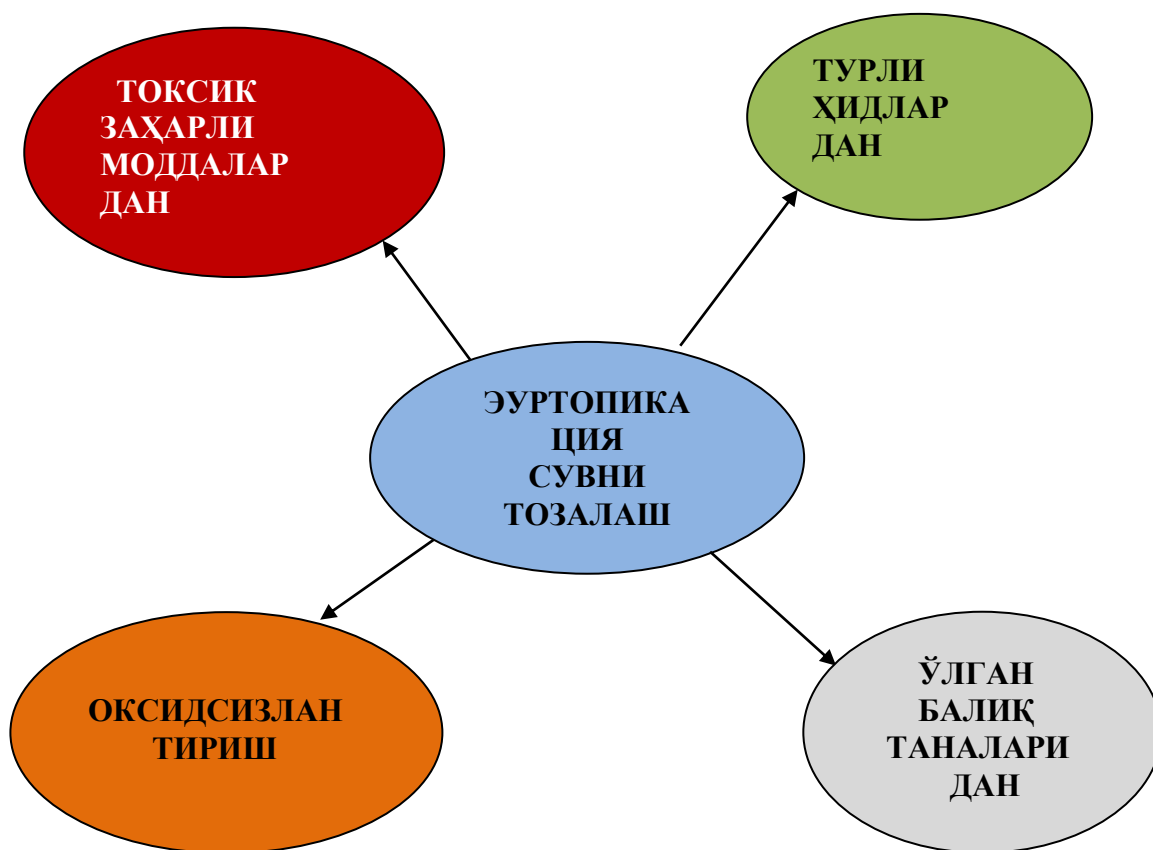 ТОКСИК
ЗАҲАРЛИ
МОДДАЛАР
ДАН
ТУРЛИ
ҲИДЛАР
ДАН
ЭУРТОПИКА
ЦИЯ
СУВНИ
ТОЗАЛАШ
ОКСИДСИЗЛАН
ТИРИШ
ЎЛГАН
БАЛИҚ
ТАНАЛАРИ
ДАН